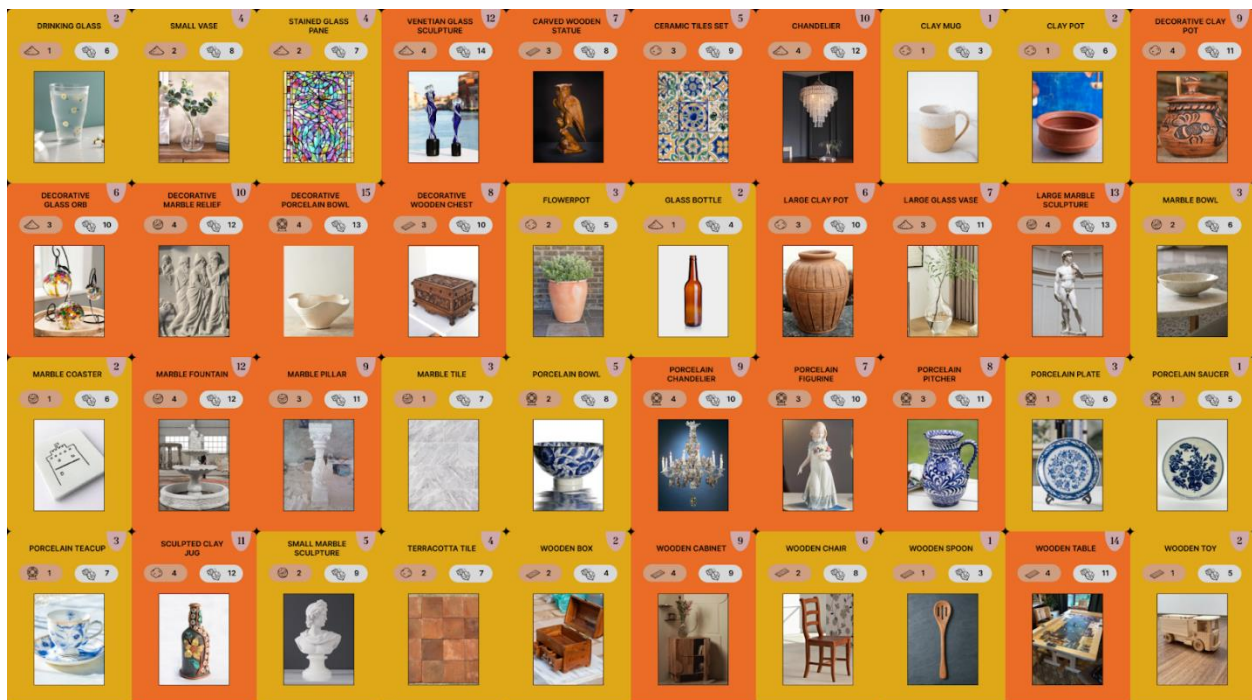 DRINKING GLASS 2
1 6
SMALL VASE 4
2 8
STAINED GLASS
PANE 4
2 7
VENETIAN GLASS
SCULPTURE 12
4 14
CARVED WOODEN
STATUE 7
3 8
CERAMIC TILES SET 5
3 9
CHANDELIER 10
4 12
CLAY MUG 1
1 3
CLAY POT 2
1 6
DECORATIVE CLAY
POT 9
4 11
DECORATIVE
GLASS ORB 6
3 10
DECORATIVE
MARBLE RELIEF 10
4 12
DECORATIVE
PORCELAIN BOWL 15
4 13
DECORATIVE
WOODEN CHEST 8
3 10
FLOWERPOT 3
2 5
GLASS BOTTLE 2
1 4
LARGE CLAY POT 6
3 10
LARGE GLASS VASE 7
3 11
LARGE MARBLE
SCULPTURE 13
4 13
MARBLE BOWL 3
2 6
MARBLE COASTER 2
1 6
MARBLE FOUNTAIN 12
4 12
MARBLE PILLAR 9
3 11
MARBLE TILE 3
1 7
PORCELAIN BOWL 5
2 8
PORCELAIN
CHANDELIER 9
4 10
PORCELAIN
FIGURINE 7
3 10
PORCELAIN
PITCHER 8
3 11
PORCELAIN PLATE 3
1 6
PORCELAIN SAUCER 1
1 5
PORCELAIN TEACUP 3
1 7
SCULPTED CLAY
JUG 11
4 12
SMALL MARBLE
SCULPTURE 5
2 9
TERRACOTTA TILE 4
2 7
WOODEN BOX 2
2 4
WOODEN CABINET 9
4 9
WOODEN CHAIR 6
2 8
WOODEN SPOON 1
1 3
WOODEN TABLE 14
4 11
WOODEN TOY 2
1 5